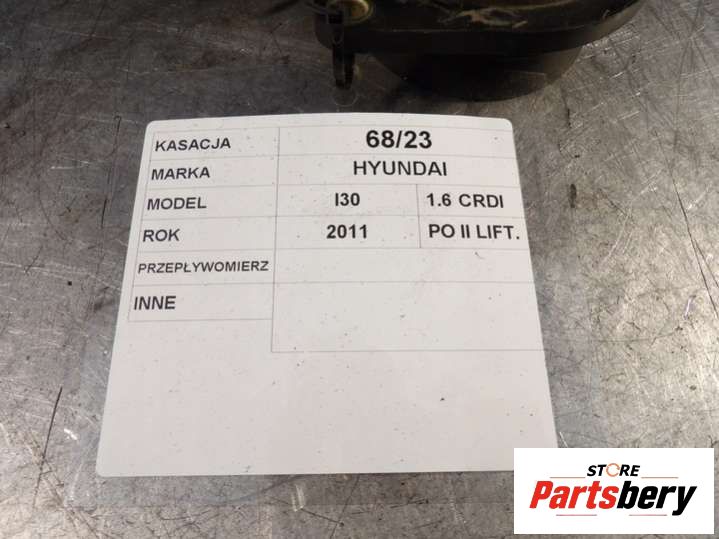 KASACJA 68/23
MARKA HYUNDAI
MODEL I30 1.6 CRDI
ROK 2011 PO II LIFT.
PRZEPŁYWOMIERZ
INNE
STORE
Partsbery